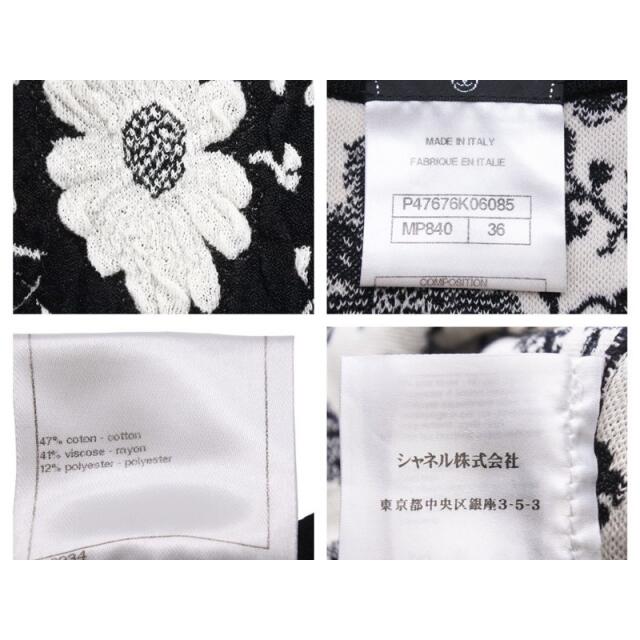 MADE IN ITALY
FABRIQUE EN ITALIE
P47676K06085
MP840 36
COMPOSITION
47% coton - cotton
41% viscose - rayon
12% polyester - polyester
シャネル株式会社
東京都中央区銀座3-5-3